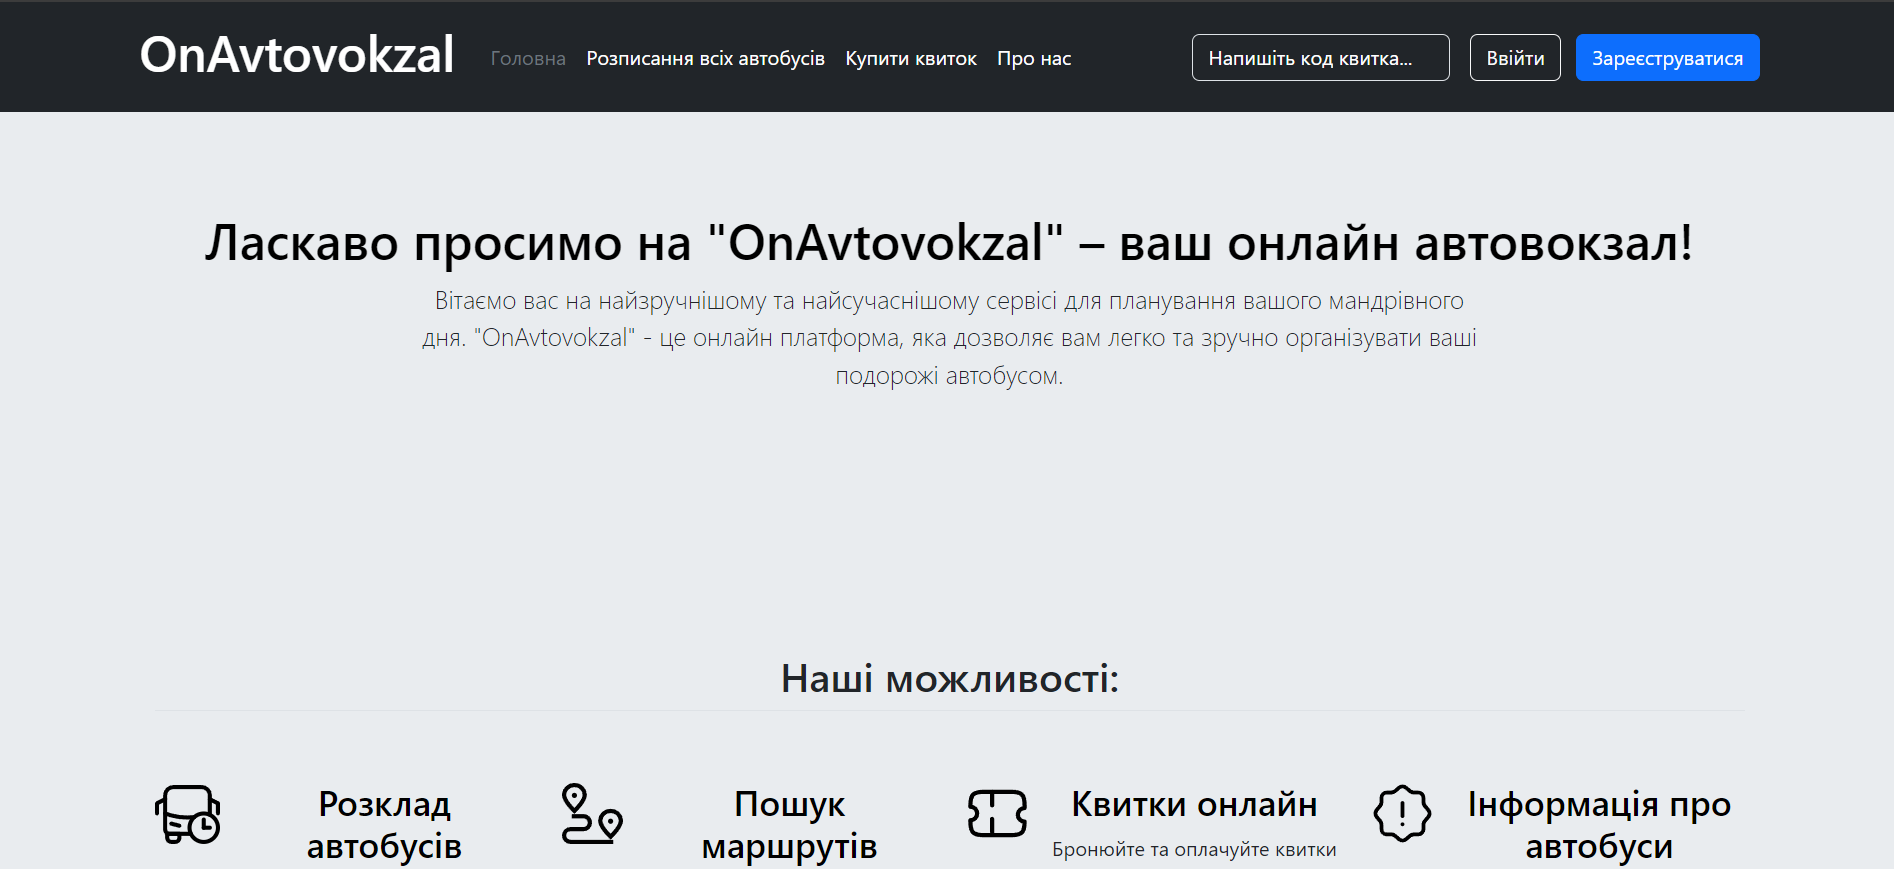 OnAvtovokzal Головна Розписання всіх автобусів Купити квиток Про нас Напишіть код квитка... Ввійти Зареєструватися
Ласкаво просимо на "OnAvtovokzal" – ваш онлайн автовокзал!
Вітаємо вас на найзручнішому та найсучаснішому сервісі для планування вашого мандрівного
дня. "OnAvtovokzal" - це онлайн платформа, яка дозволяє вам легко та зручно організувати ваші
подорожі автобусом.
Наші можливості:
Розклад
автобусів
Пошук
маршрутів
Квитки онлайн
Бронюйте та оплачуйте квитки
Інформація про
автобуси